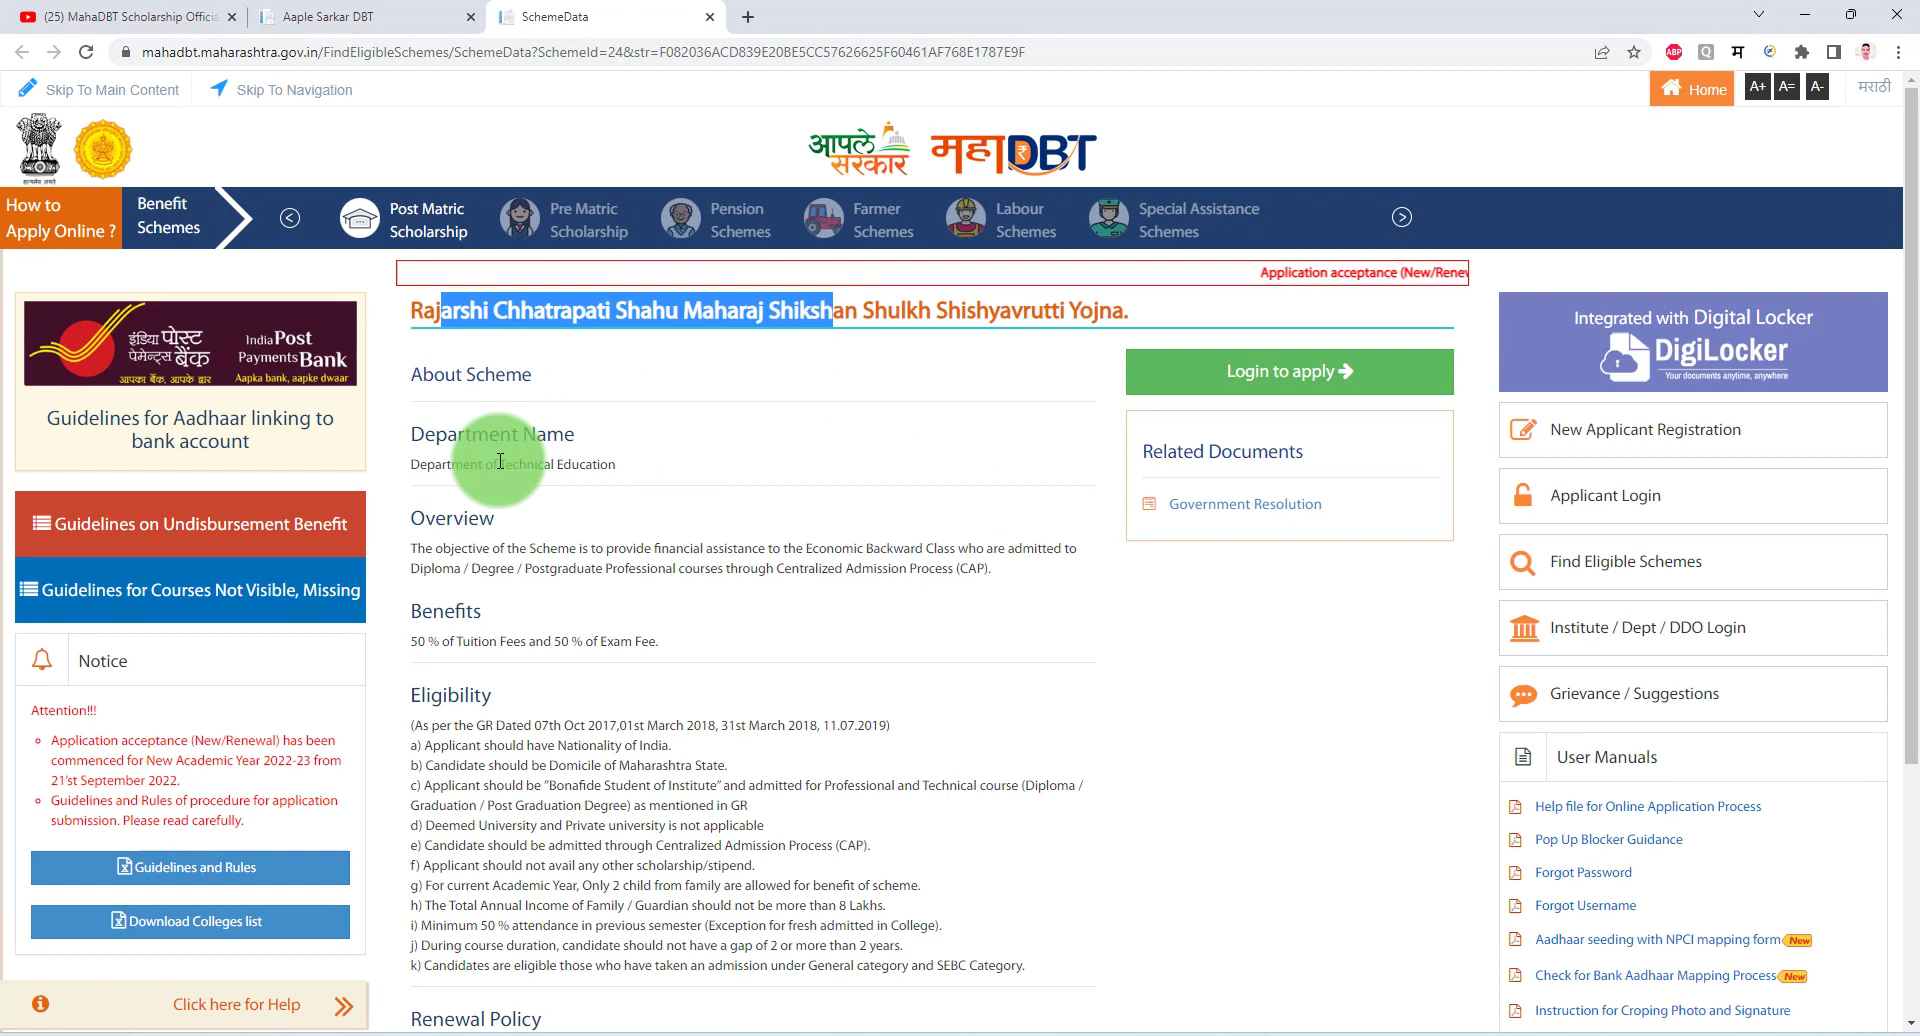 (25) MahaDBT Scholarship Officia
Aaple Sarkar DBT
SchemeData
mahadbt.maharashtra.gov.in/FindEligibleSchemes/SchemeData?SchemeId=24&str=F082036ACD839E20BE5CC57626625F60461AF768E1787E9F
ABP
Q
म
Skip To Main Content
Skip To Navigation
Home
A+ A= A-
मराठी
सत्यमेव जयते
आपले सरकार
महाDBT
How to Apply Online ?
Benefit Schemes
Post Matric Scholarship
Pre Matric Scholarship
Pension Schemes
Farmer Schemes
Labour Schemes
Special Assistance Schemes
Application acceptance (New/Renew
इंडिया पोस्ट
पेमेन्ट्स बैंक
आपका बैंक, आपके द्वार
India Post
Payments Bank
Aapka bank, aapke dwaar
Guidelines for Aadhaar linking to
bank account
Guidelines on Undisbursement Benefit
Guidelines for Courses Not Visible, Missing
Notice
Attention!!!
Application acceptance (New/Renewal) has been
commenced for New Academic Year 2022-23 from
21'st September 2022.
Guidelines and Rules of procedure for application
submission. Please read carefully.
Guidelines and Rules
Download Colleges list
Click here for Help
Rajarshi Chhatrapati Shahu Maharaj Shikshan Shulkh Shishyavrutti Yojna.
About Scheme
Department Name
Department of Technical Education
Overview
The objective of the Scheme is to provide financial assistance to the Economic Backward Class who are admitted to
Diploma / Degree / Postgraduate Professional courses through Centralized Admission Process (CAP).
Benefits
50 % of Tuition Fees and 50 % of Exam Fee.
Eligibility
(As per the GR Dated 07th Oct 2017,01st March 2018, 31st March 2018, 11.07.2019)
a) Applicant should have Nationality of India.
b) Candidate should be Domicile of Maharashtra State.
c) Applicant should be "Bonafide Student of Institute" and admitted for Professional and Technical course (Diploma /
Graduation / Post Graduation Degree) as mentioned in GR
d) Deemed University and Private university is not applicable
e) Candidate should be admitted through Centralized Admission Process (CAP).
f) Applicant should not avail any other scholarship/stipend.
g) For current Academic Year, Only 2 child from family are allowed for benefit of scheme.
h) The Total Annual Income of Family / Guardian should not be more than 8 Lakhs.
i) Minimum 50 % attendance in previous semester (Exception for fresh admitted in College).
j) During course duration, candidate should not have a gap of 2 or more than 2 years.
k) Candidates are eligible those who have taken an admission under General category and SEBC Category.
Renewal Policy
Login to apply
Related Documents
Government Resolution
Integrated with Digital Locker
DigiLocker
Your documents anytime, anywhere
New Applicant Registration
Applicant Login
Find Eligible Schemes
Institute / Dept / DDO Login
Grievance / Suggestions
User Manuals
Help file for Online Application Process
Pop Up Blocker Guidance
Forgot Password
Forgot Username
Aadhaar seeding with NPCI mapping form New
Check for Bank Aadhaar Mapping Process New
Instruction for Croping Photo and Signature